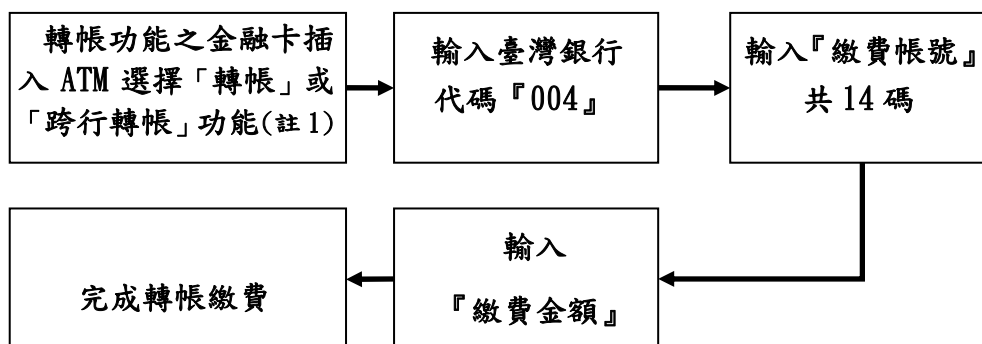 轉帳功能之金融卡插
入 ATM 選擇「轉帳」或
「跨行轉帳」功能(註 1)
輸入臺灣銀行
代碼『004』
輸入『繳費帳號』
共 14 碼
輸入
『繳費金額』
完成轉帳繳費